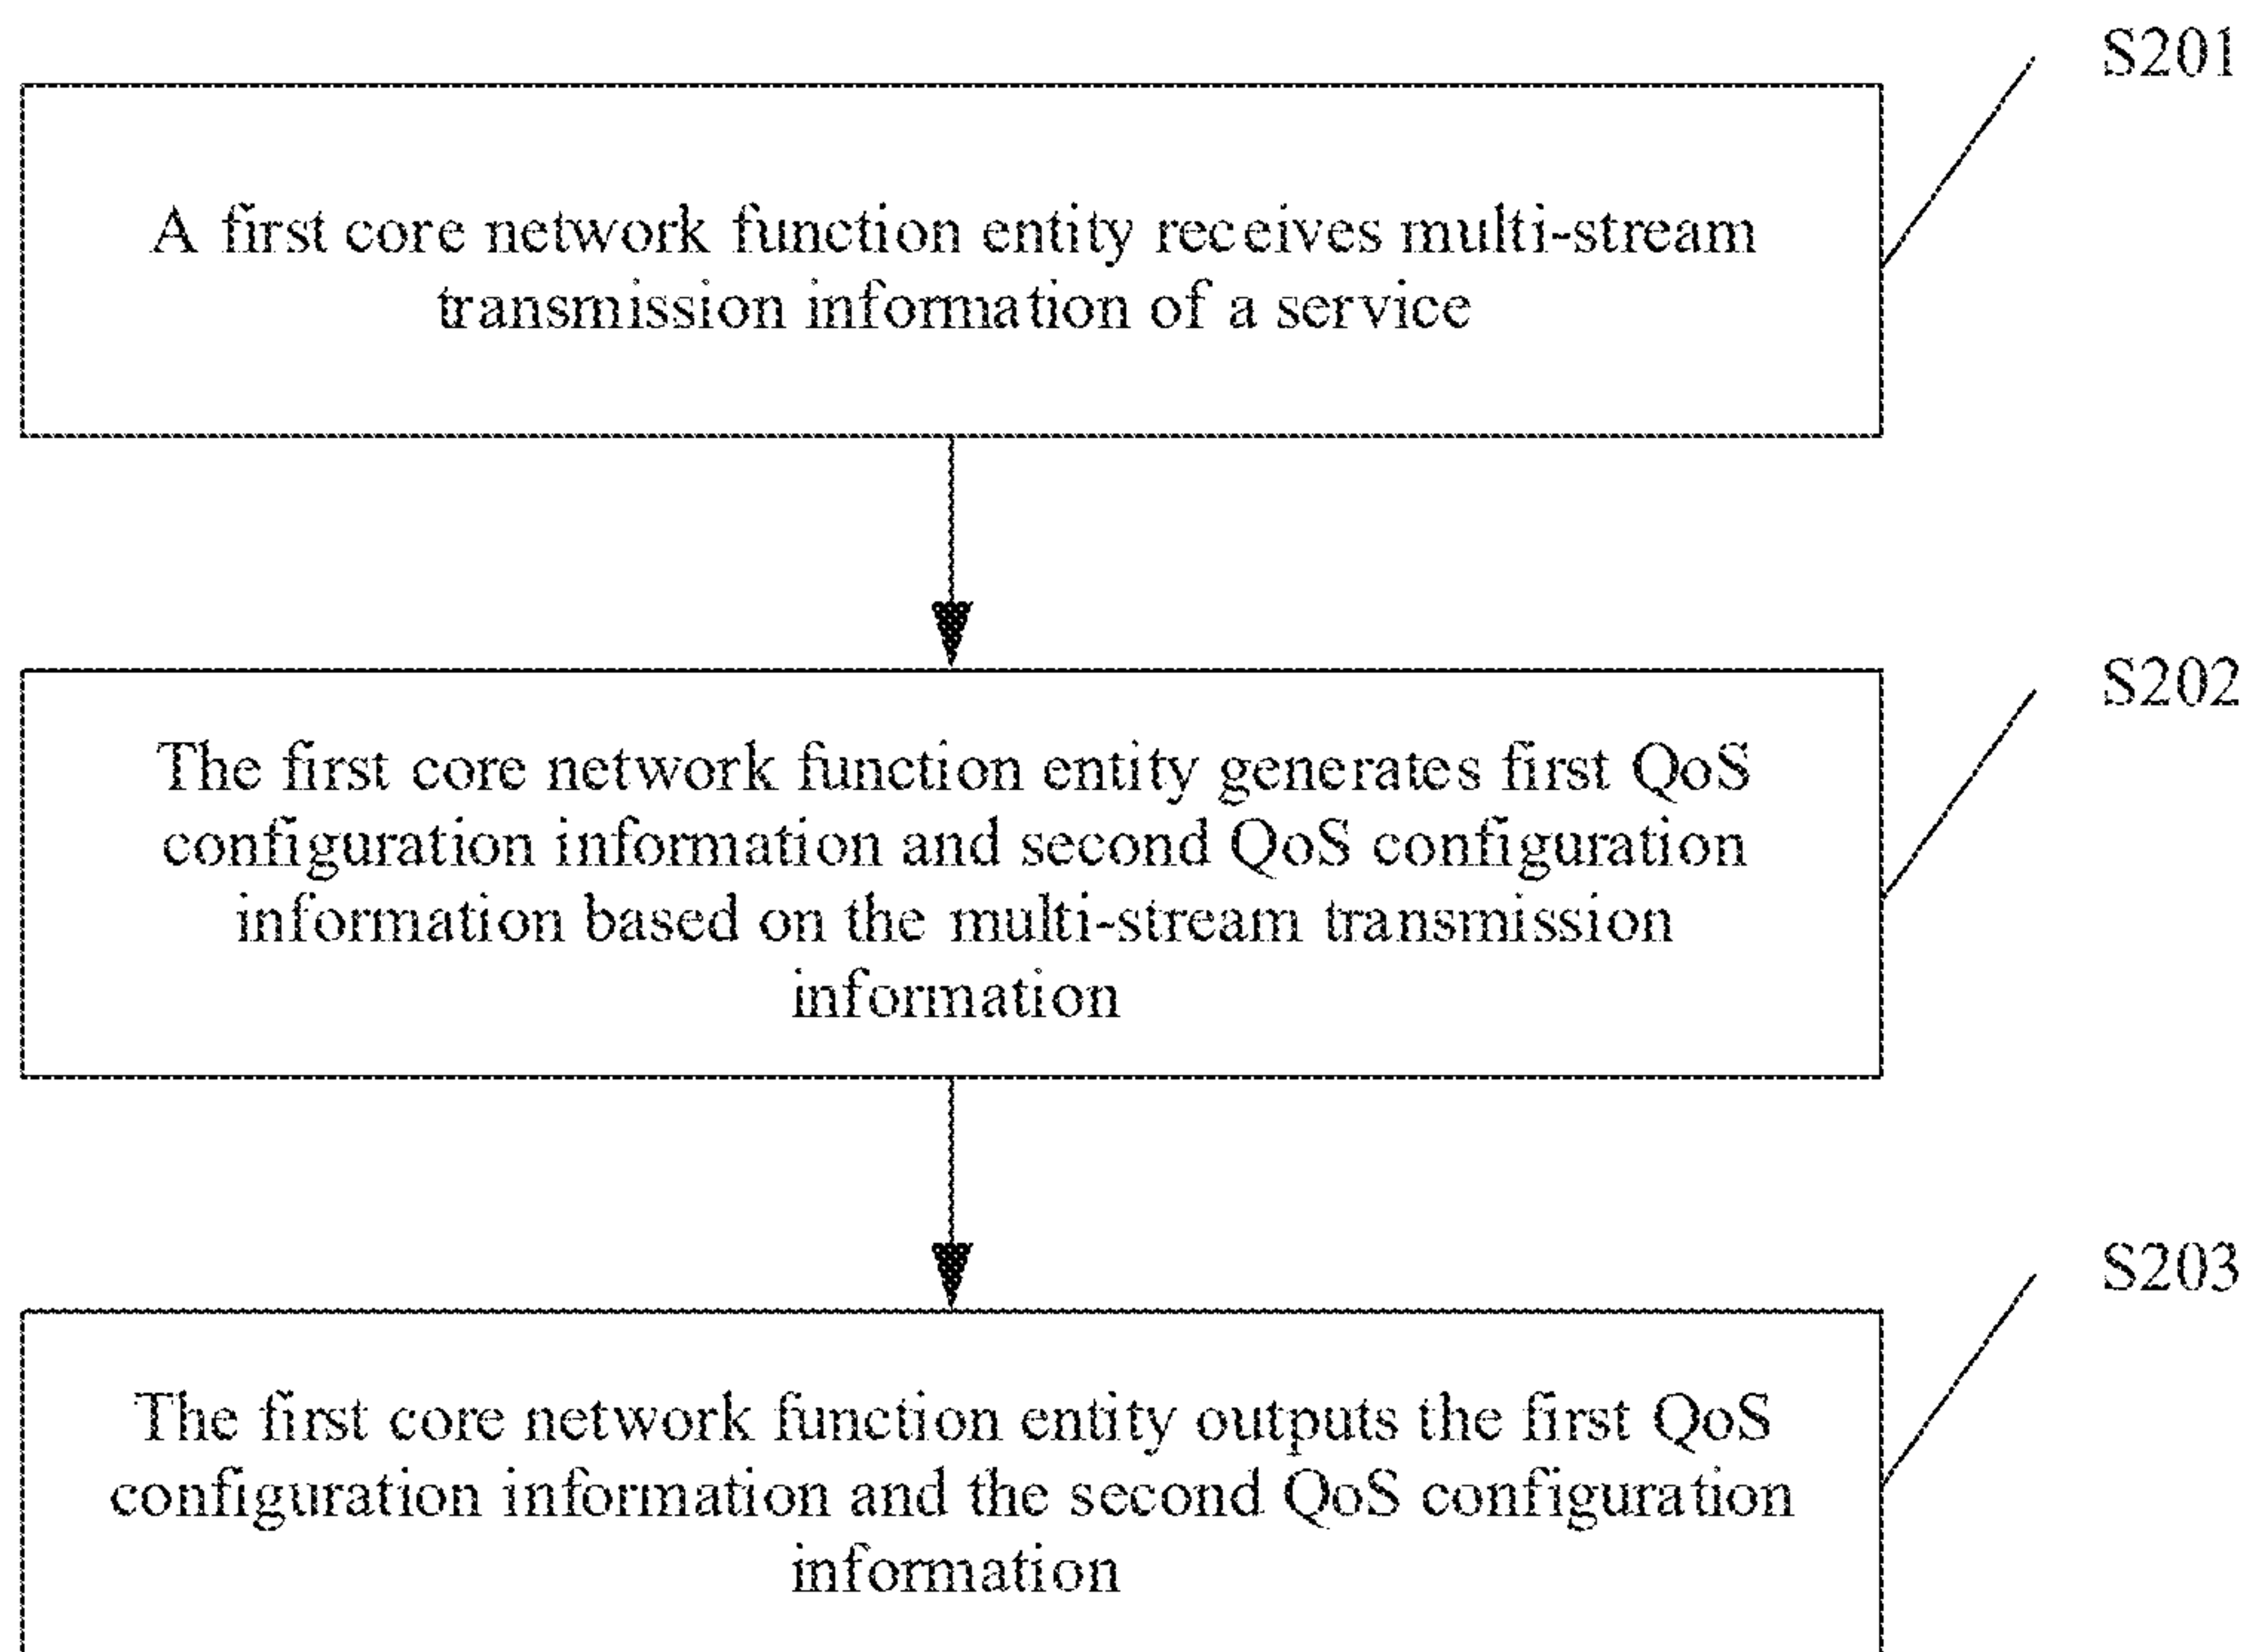 S201
A first core network function entity receives multi-stream
transmission information of a service
S202
The first core network function entity generates first QoS
configuration information and second QoS configuration
information based on the multi-stream transmission
information
S203
The first core network function entity outputs the first QoS
configuration information and the second QoS configuration
information